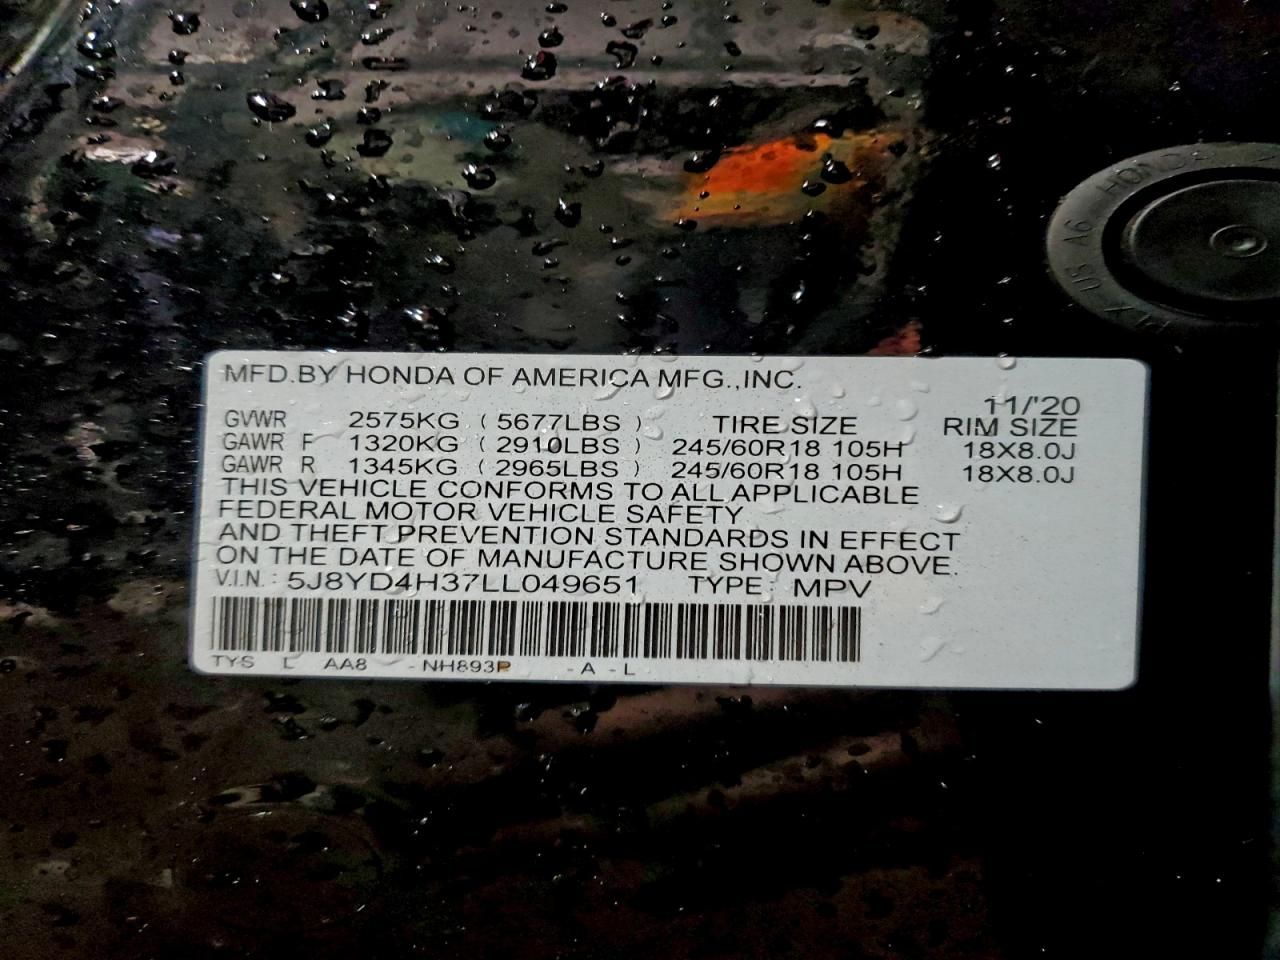 HONDA
US A6
MFD.BY HONDA OF AMERICA MFG.,INC.
11/'20
GVWR 2575KG ( 5677LBS ) TIRE SIZE RIM SIZE
GAWR F 1320KG ( 2910LBS ) 245/60R18 105H 18X8.0J
GAWR R 1345KG ( 2965LBS ) 245/60R18 105H 18X8.0J
THIS VEHICLE CONFORMS TO ALL APPLICABLE
FEDERAL MOTOR VEHICLE SAFETY
AND THEFT PREVENTION STANDARDS IN EFFECT
ON THE DATE OF MANUFACTURE SHOWN ABOVE.
V.I.N.: 5J8YD4H37LL049651 TYPE: MPV
TYS L AA8 -NH893P -A -L